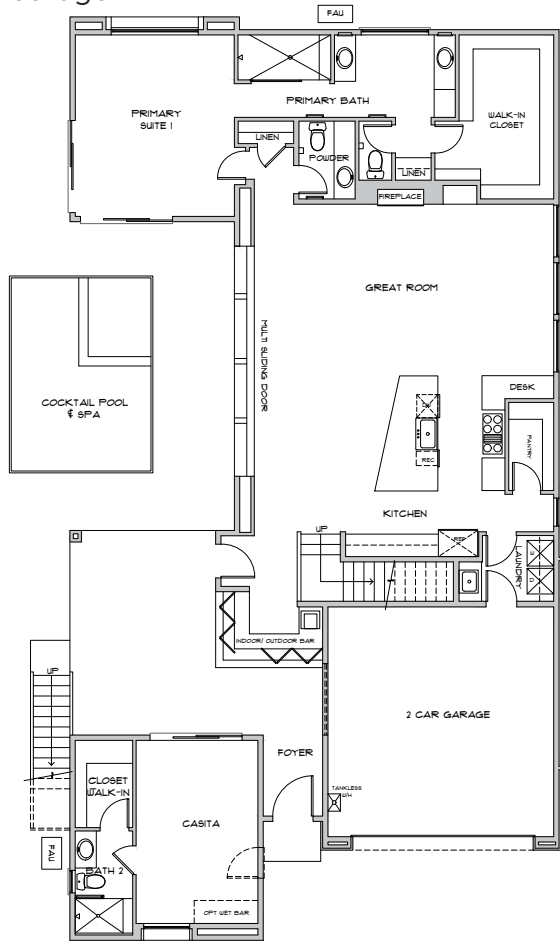 FAU
PRIMARY
SUITE 1
PRIMARY BATH
WALK-IN
CLOSET
LINEN
POWDER
LINEN
FIREPLACE
GREAT ROOM
MULTI SLIDING DOOR
COCKTAIL POOL
& SPA
DESK
REC
PANTRY
KITCHEN
UP
REF
LAUNDRY
D
INDOOR/ OUTDOOR BAR
UP
2 CAR GARAGE
FOYER
TANKLESS
W/H
CLOSET
WALK-IN
CASITA
FAU
BATH 2
OPT WET BAR